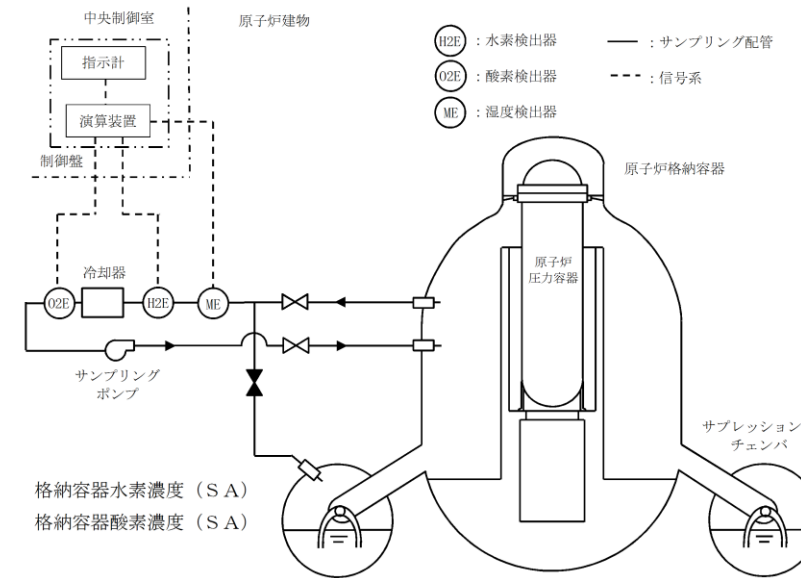 中央制御室
原子炉建物
指示計
演算装置
制御盤
H2E : 水素検出器
O2E : 酸素検出器
ME : 湿度検出器
: サンプリング配管
: 信号系
原子炉格納容器
原子炉
圧力容器
冷却器
O2E
H2E
ME
サンプリング
ポンプ
サプレッション
チェンバ
格納容器水素濃度（ＳＡ）
格納容器酸素濃度（ＳＡ）